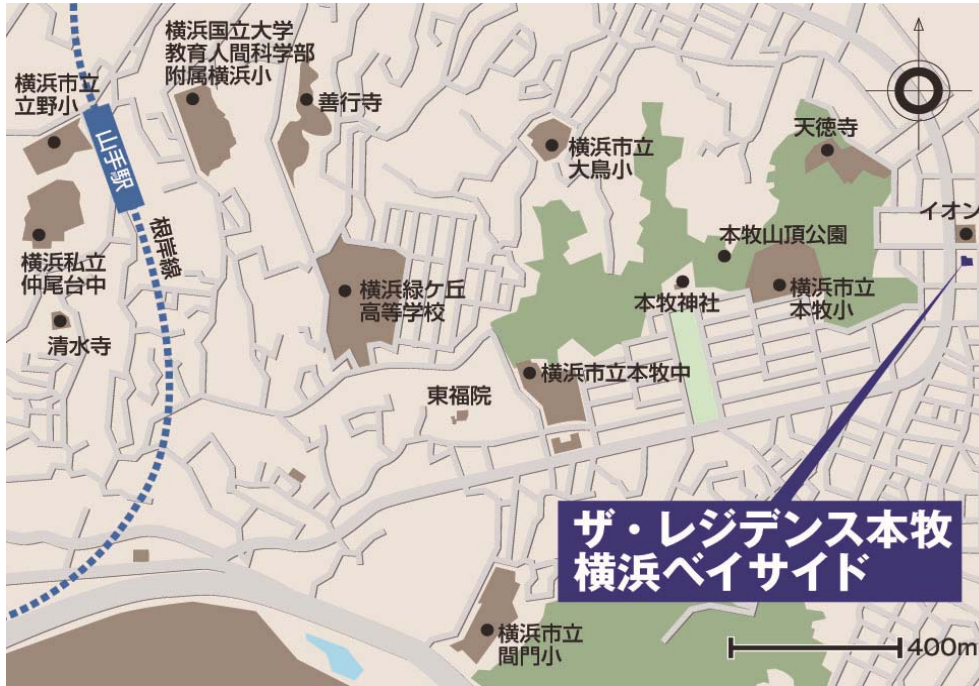 横浜国立大学
教育人間科学部
附属横浜小
横浜市立
立野小
善行寺
山手駅
横浜市立
大鳥小
天徳寺
イオン
根岸線
横浜私立
仲尾台中
本牧山頂公園
横浜緑ケ丘
高等学校
本牧神社
横浜市立
本牧小
清水寺
横浜市立本牧中
東福院
ザ・レジデンス本牧
横浜ベイサイド
横浜市立
間門小
400m